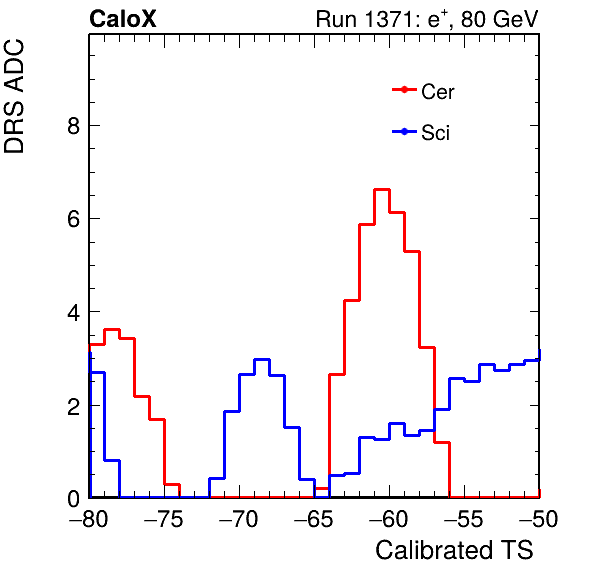 CaloX Run 1371: e⁺, 80 GeV
DRS ADC
Cer
Sci
8
6
4
2
0
−80 −75 −70 −65 −60 −55 −50
Calibrated TS